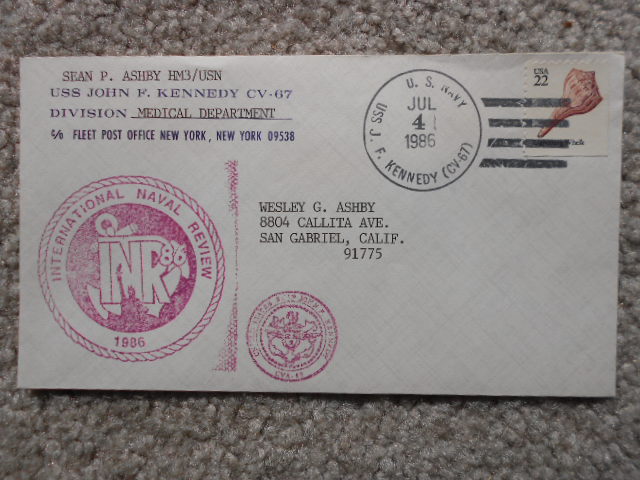 SEAN P. ASHBY HM3/USN
USS JOHN F. KENNEDY CV-67
DIVISION MEDICAL DEPARTMENT
c/o FLEET POST OFFICE NEW YORK, NEW YORK 09538
U. S. NAVY
JUL
4
1986
USS J. F. KENNEDY (CV-67)
USA
22
WESLEY G. ASHBY
8804 CALLITA AVE.
SAN GABRIEL, CALIF.
91775
INTERNATIONAL NAVAL REVIEW
INR 86
1986